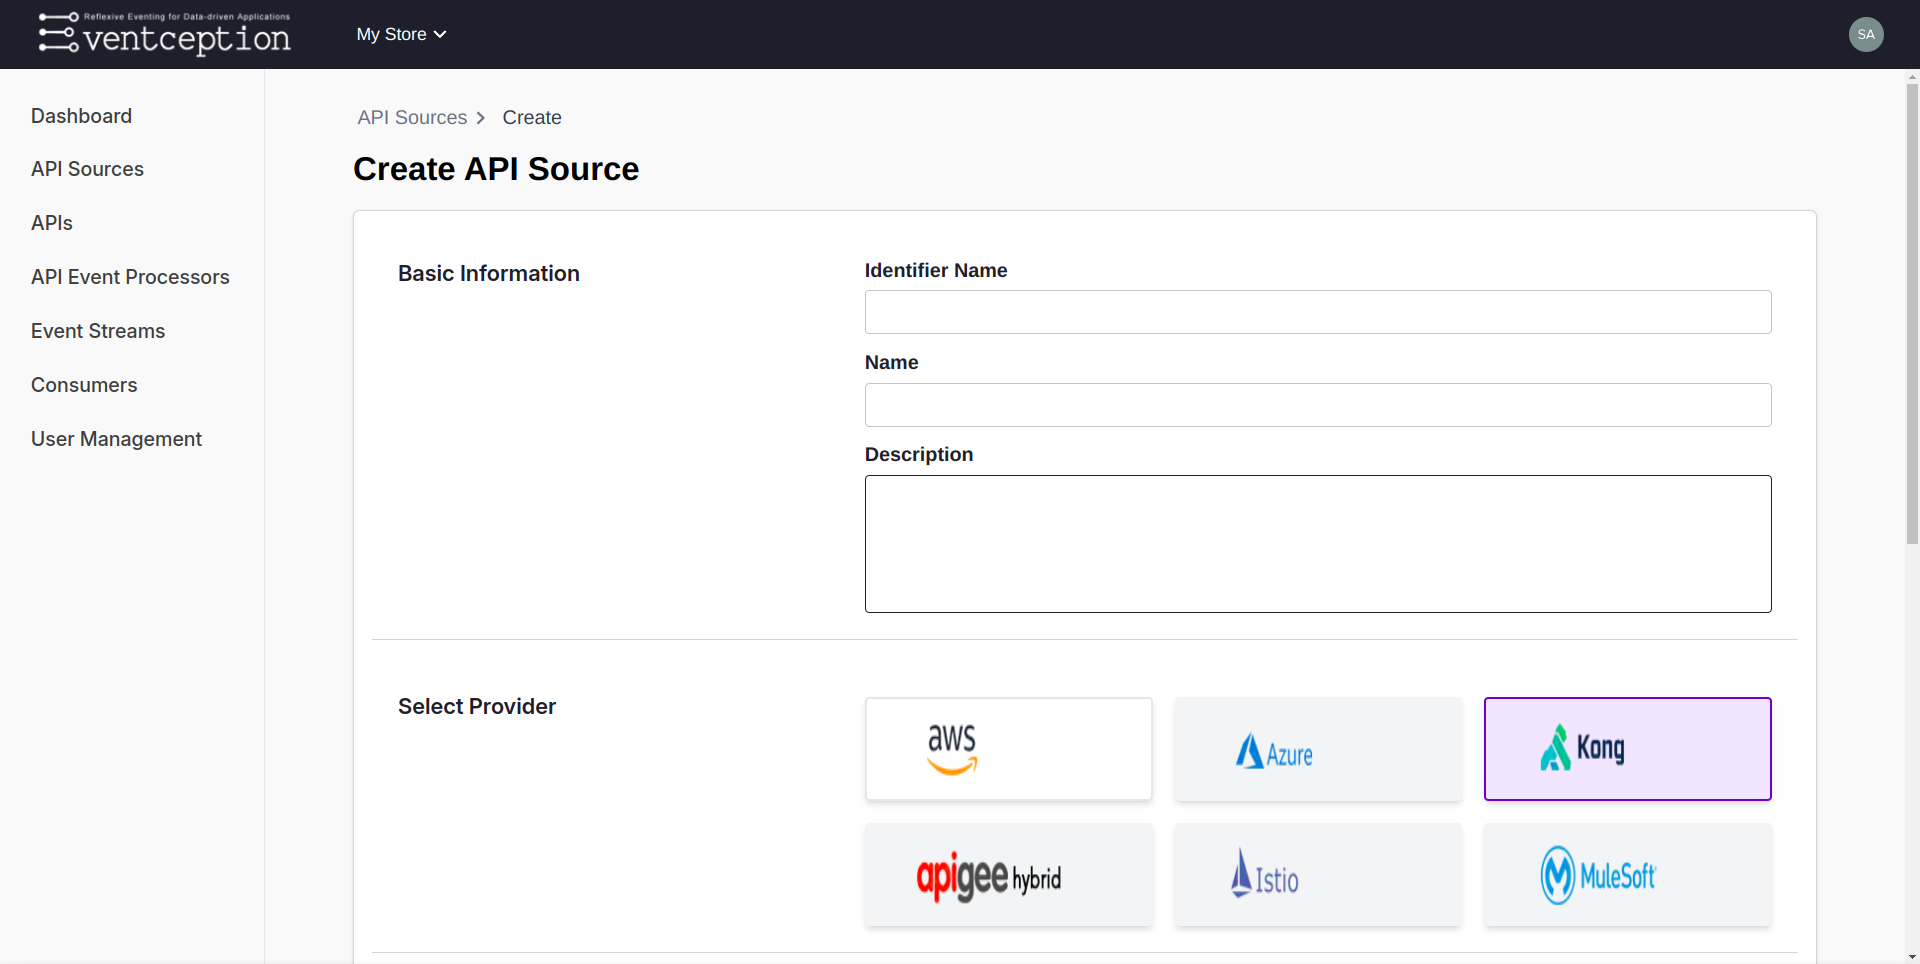 Reflexive Eventing for Data-driven Applications
ventception
My Store
SA
Dashboard
API Sources
APIs
API Event Processors
Event Streams
Consumers
User Management
API Sources > Create
Create API Source
Basic Information
Identifier Name
Name
Description
Select Provider
aws
Azure
Kong
apigee hybrid
Istio
MuleSoft